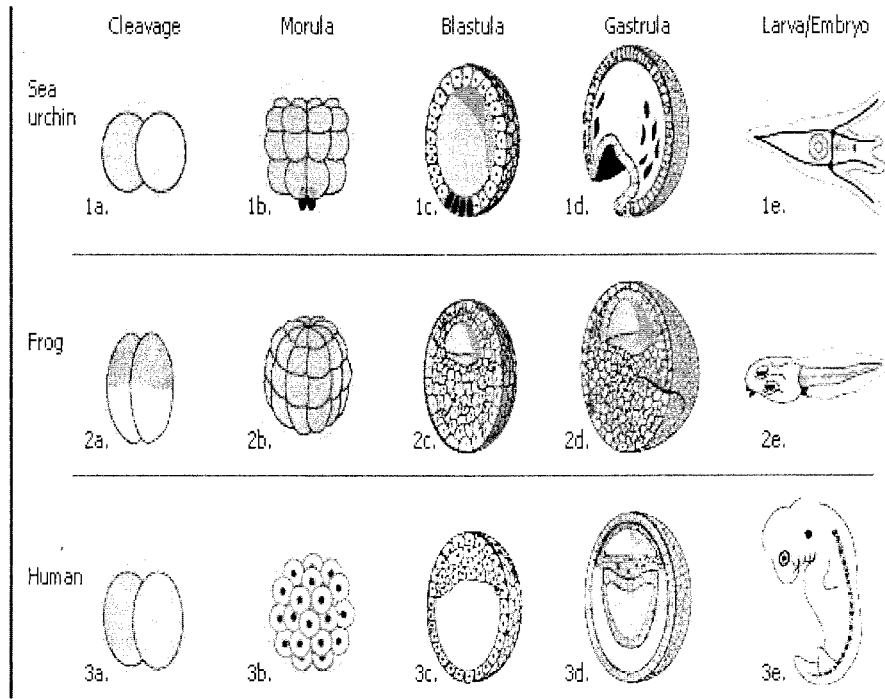 Cleavage Morula Blastula Gastrula Larva/Embryo
Sea
urchin
1a. 1b. 1c. 1d. 1e.
Frog
2a. 2b. 2c. 2d. 2e.
Human
3a. 3b. 3c. 3d. 3e.